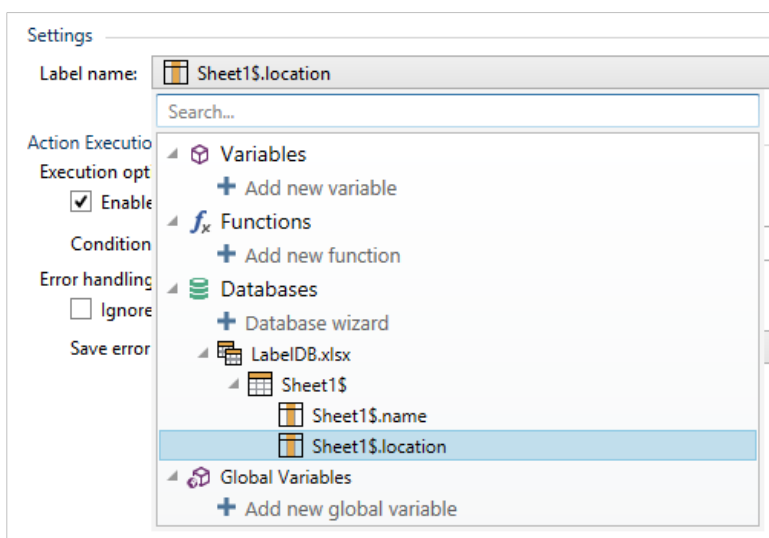 Settings
Label name: Sheet1$.location
Search...
Action Executio
Variables
Execution opt
Add new variable
Enable
Functions
Condition
Add new function
Error handling
Databases
Ignore
Database wizard
Save error
LabelDB.xlsx
Sheet1$
Sheet1$.name
Sheet1$.location
Global Variables
Add new global variable